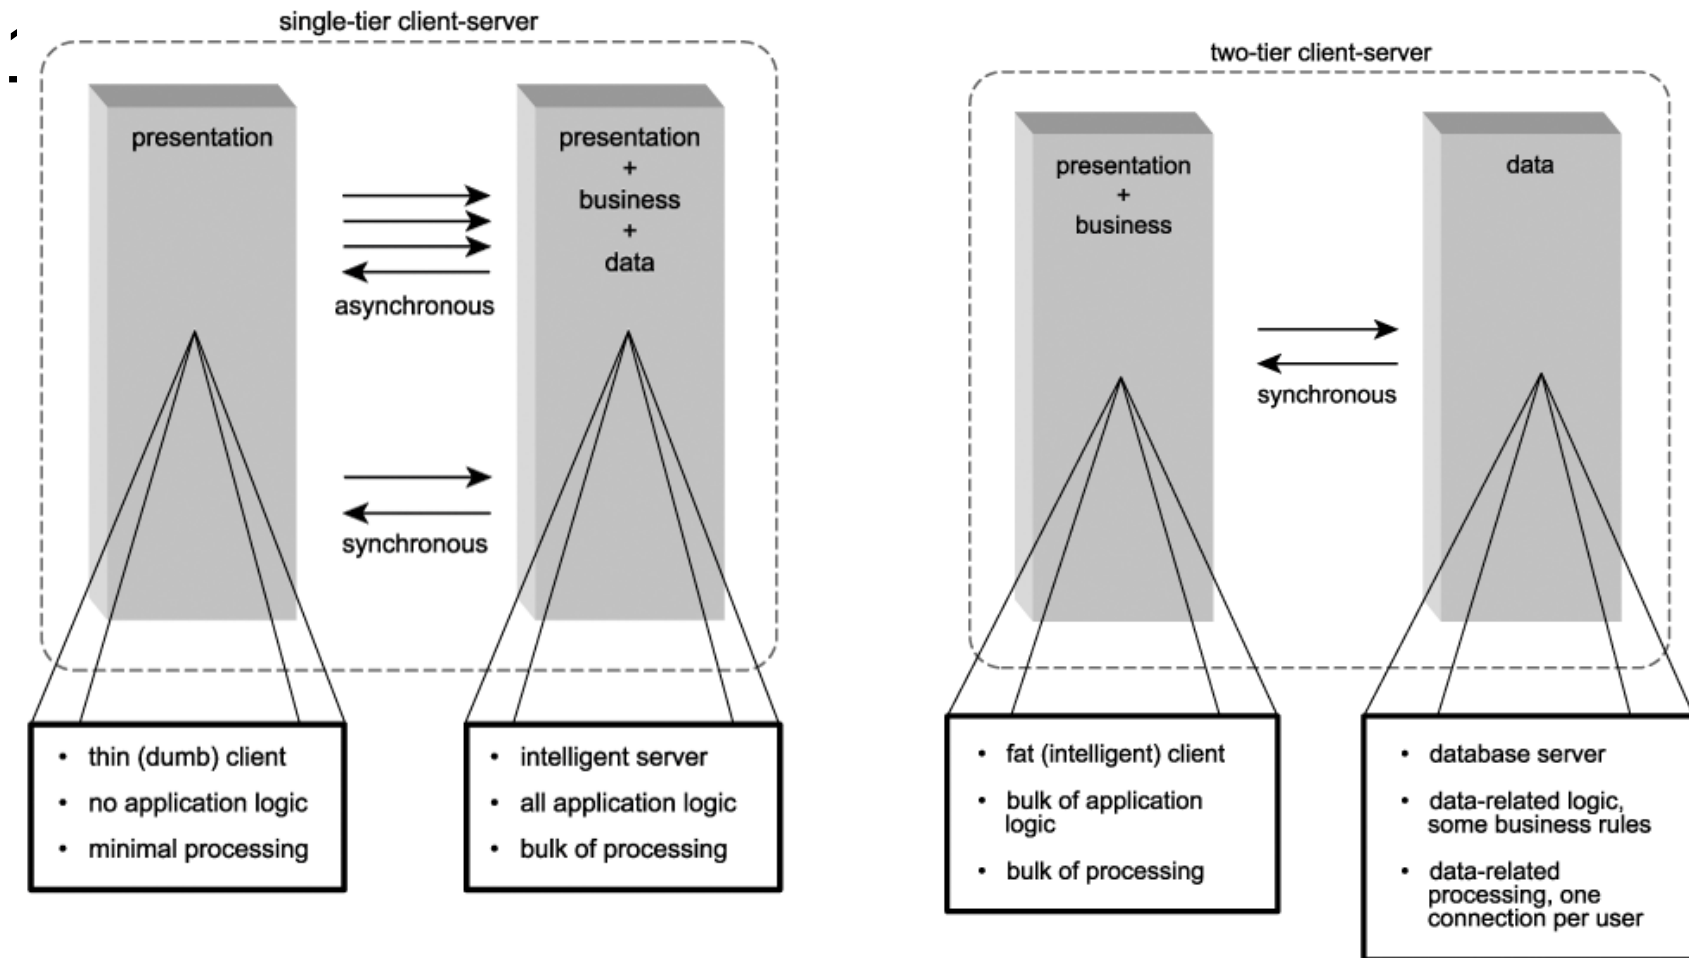 single-tier client-server
presentation
presentation
+
business
+
data
asynchronous
synchronous
• thin (dumb) client
• no application logic
• minimal processing
• intelligent server
• all application logic
• bulk of processing
two-tier client-server
presentation
+
business
data
synchronous
• fat (intelligent) client
• bulk of application
logic
• bulk of processing
• database server
• data-related logic,
some business rules
• data-related
processing, one
connection per user